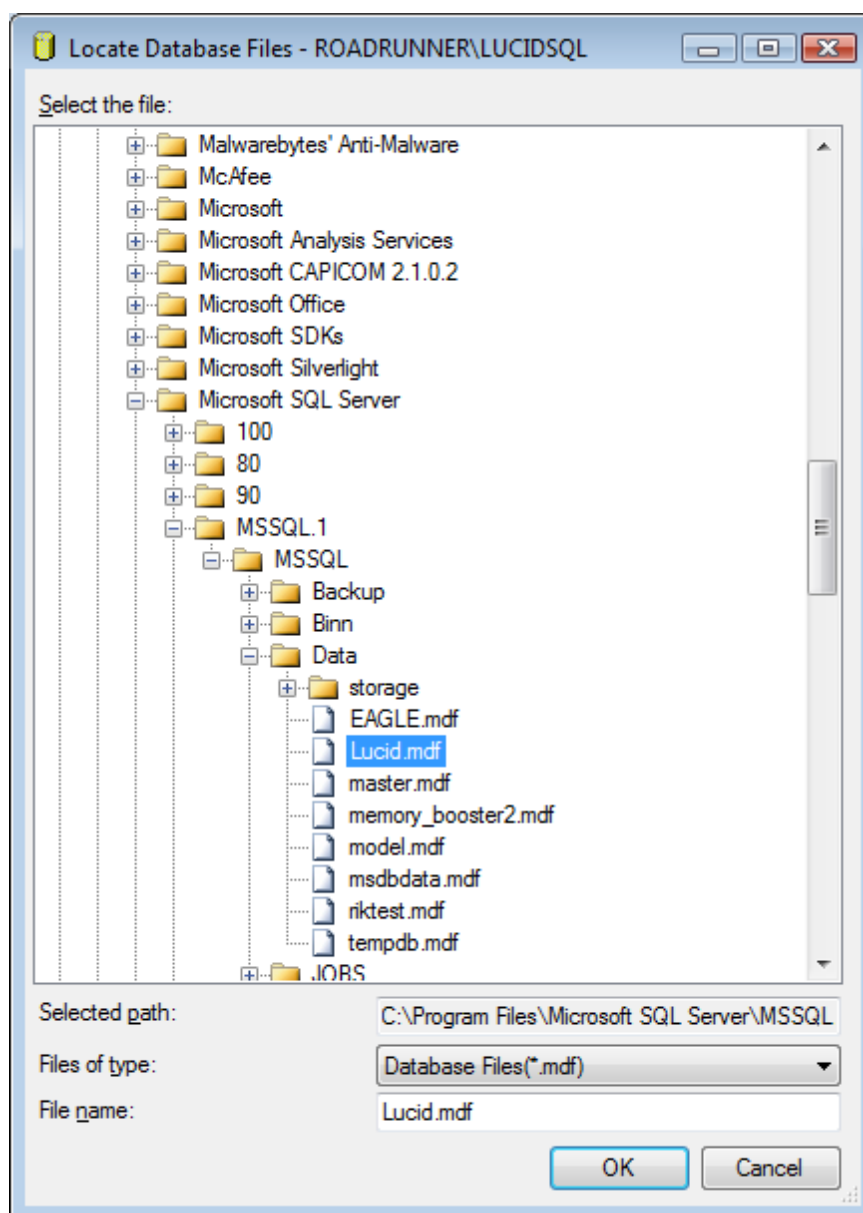 Locate Database Files - ROADRUNNER\LUCIDSQL
Select the file:
Malwarebytes' Anti-Malware
McAfee
Microsoft
Microsoft Analysis Services
Microsoft CAPICOM 2.1.0.2
Microsoft Office
Microsoft SDKs
Microsoft Silverlight
Microsoft SQL Server
100
80
90
MSSQL.1
MSSQL
Backup
Binn
Data
storage
EAGLE.mdf
Lucid.mdf
master.mdf
memory_booster2.mdf
model.mdf
msdbdata.mdf
riktest.mdf
tempdb.mdf
JOBS
Selected path: C:\Program Files\Microsoft SQL Server\MSSQL
Files of type: Database Files(*.mdf)
File name: Lucid.mdf
OK Cancel